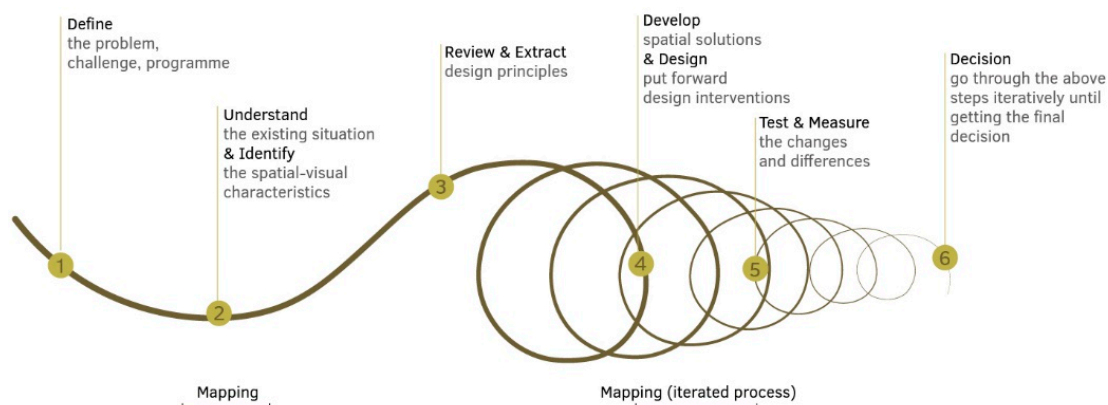 Define
the problem,
challenge, programme
1
Understand
the existing situation
& Identify
the spatial-visual
characteristics
2
Review & Extract
design principles
3
Develop
spatial solutions
& Design
put forward
design interventions
4
Test & Measure
the changes
and differences
5
Decision
go through the above
steps iteratively until
getting the final
decision
6
Mapping
Mapping (iterated process)